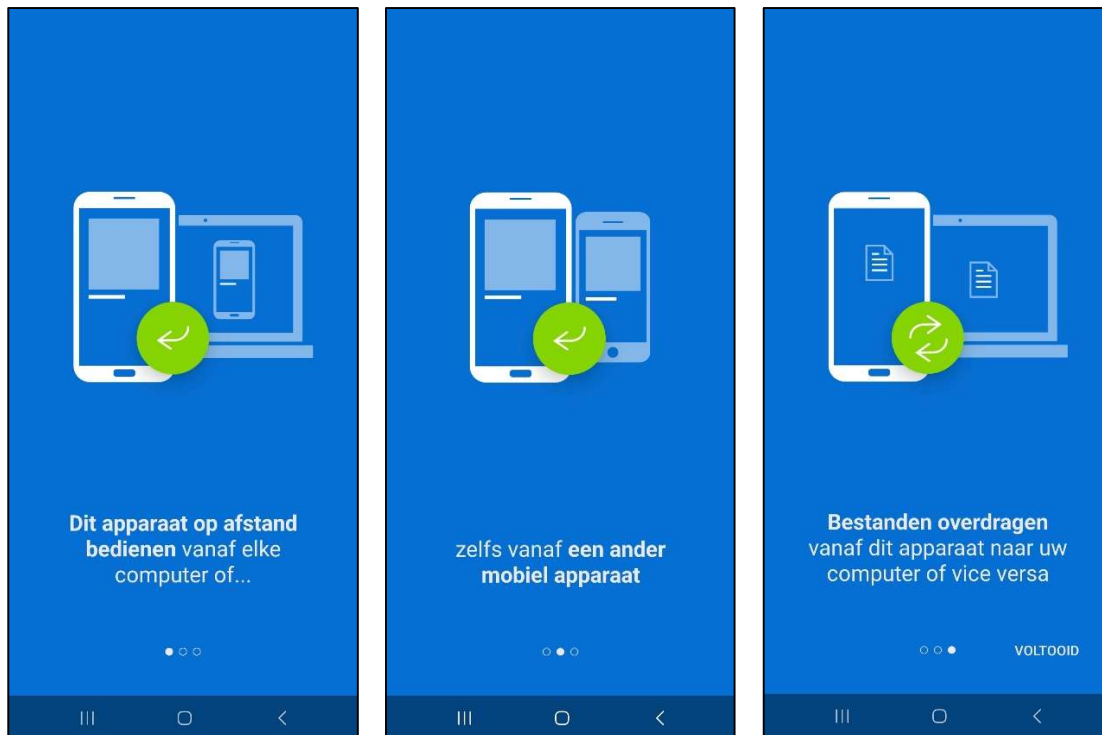 Dit apparaat op afstand
bedienen vanaf elke
computer of...
zelfs vanaf een ander
mobiel apparaat
Bestanden overdragen
vanaf dit apparaat naar uw
computer of vice versa
VOLTOOID